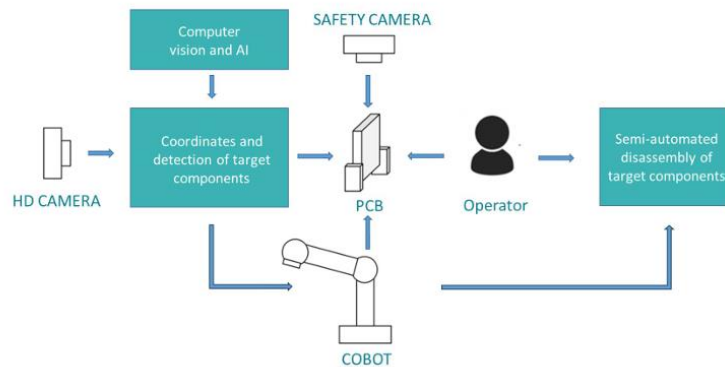 Computer
vision and AI
SAFETY CAMERA
Coordinates and
detection of target
components
Semi-automated
disassembly of
target components
HD CAMERA
PCB
Operator
COBOT